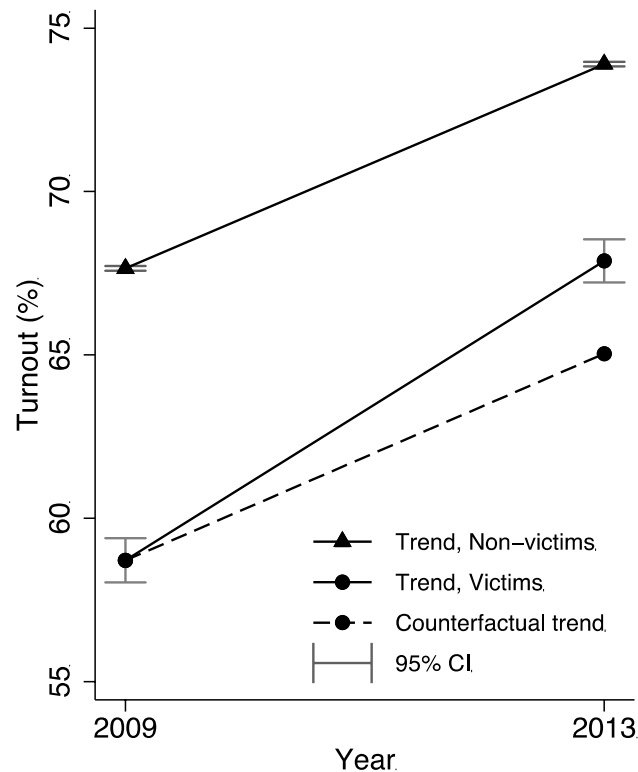 75
70
65
60
55
Turnout (%)
Trend, Non−victims
Trend, Victims
Counterfactual trend
95% CI
2009
2013
Year